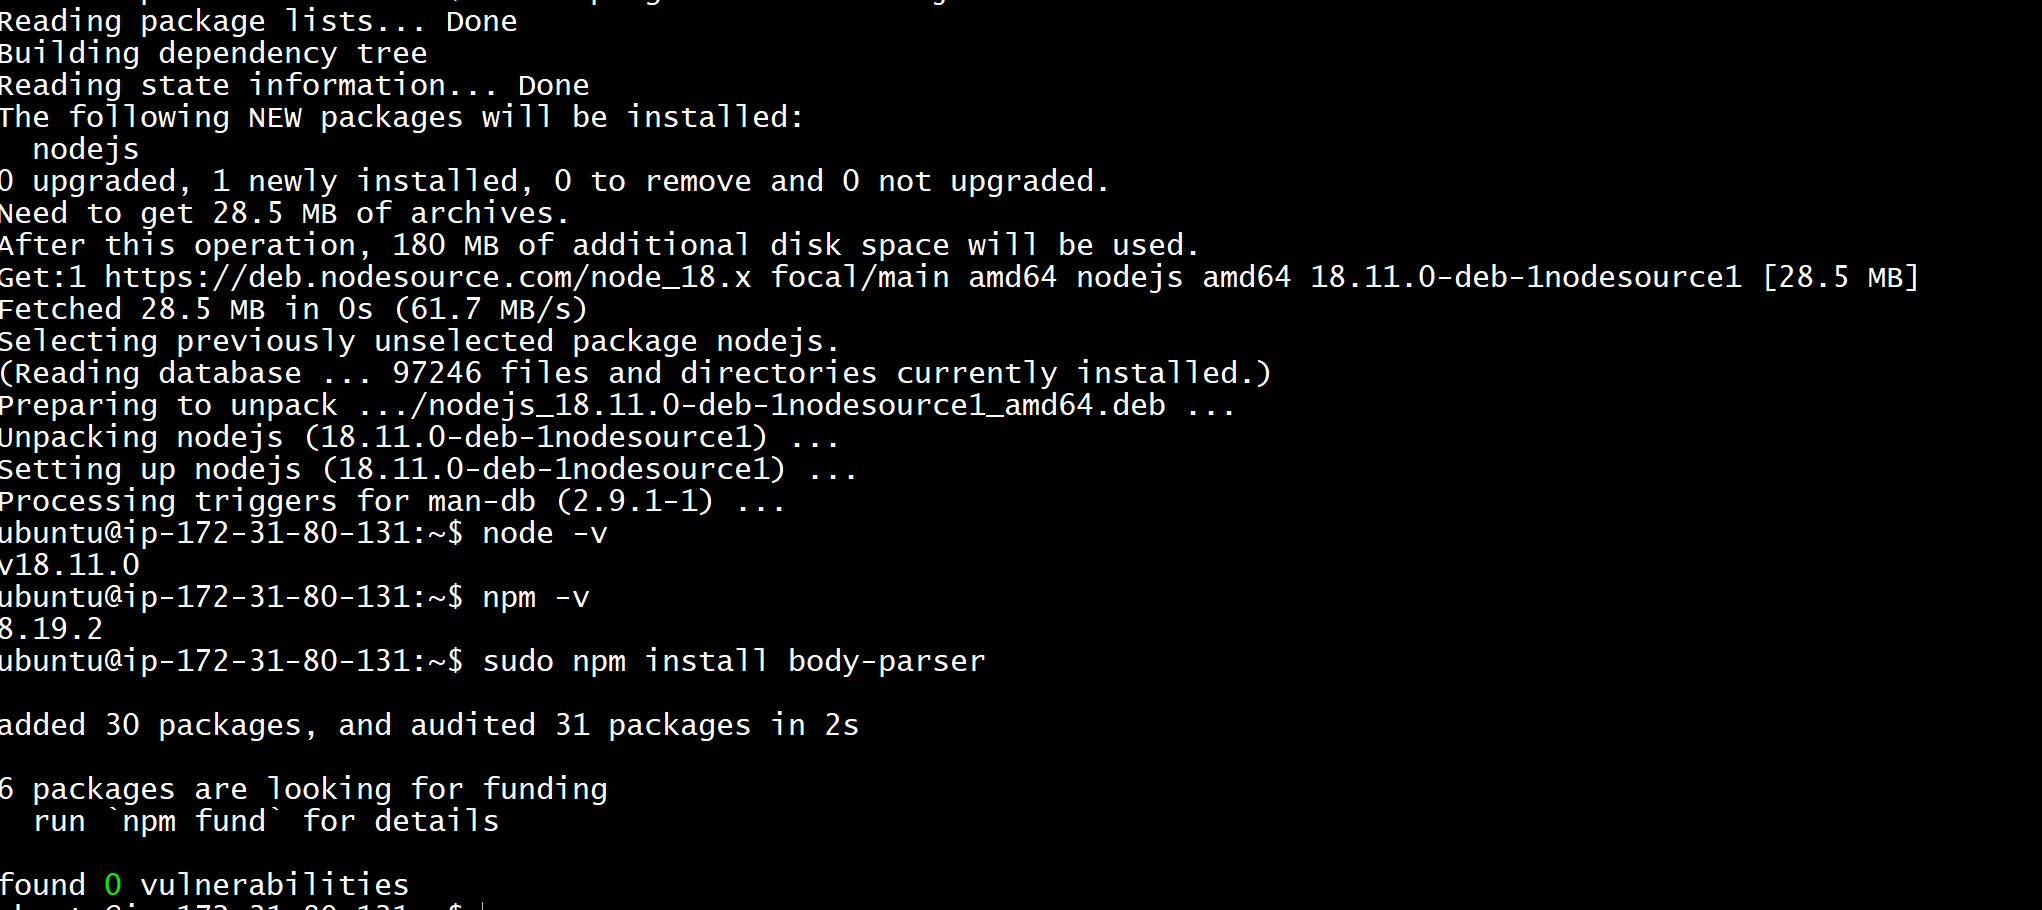 Reading package lists... Done
Building dependency tree
Reading state information... Done
The following NEW packages will be installed:
  nodejs
0 upgraded, 1 newly installed, 0 to remove and 0 not upgraded.
Need to get 28.5 MB of archives.
After this operation, 180 MB of additional disk space will be used.
Get:1 https://deb.nodesource.com/node_18.x focal/main amd64 nodejs amd64 18.11.0-deb-1nodesource1 [28.5 MB]
Fetched 28.5 MB in 0s (61.7 MB/s)
Selecting previously unselected package nodejs.
(Reading database ... 97246 files and directories currently installed.)
Preparing to unpack .../nodejs_18.11.0-deb-1nodesource1_amd64.deb ...
Unpacking nodejs (18.11.0-deb-1nodesource1) ...
Setting up nodejs (18.11.0-deb-1nodesource1) ...
Processing triggers for man-db (2.9.1-1) ...
ubuntu@ip-172-31-80-131:~$ node -v
v18.11.0
ubuntu@ip-172-31-80-131:~$ npm -v
8.19.2
ubuntu@ip-172-31-80-131:~$ sudo npm install body-parser
added 30 packages, and audited 31 packages in 2s
6 packages are looking for funding
  run `npm fund` for details
found 0 vulnerabilities
ubuntu@ip-172-31-80-131:~$